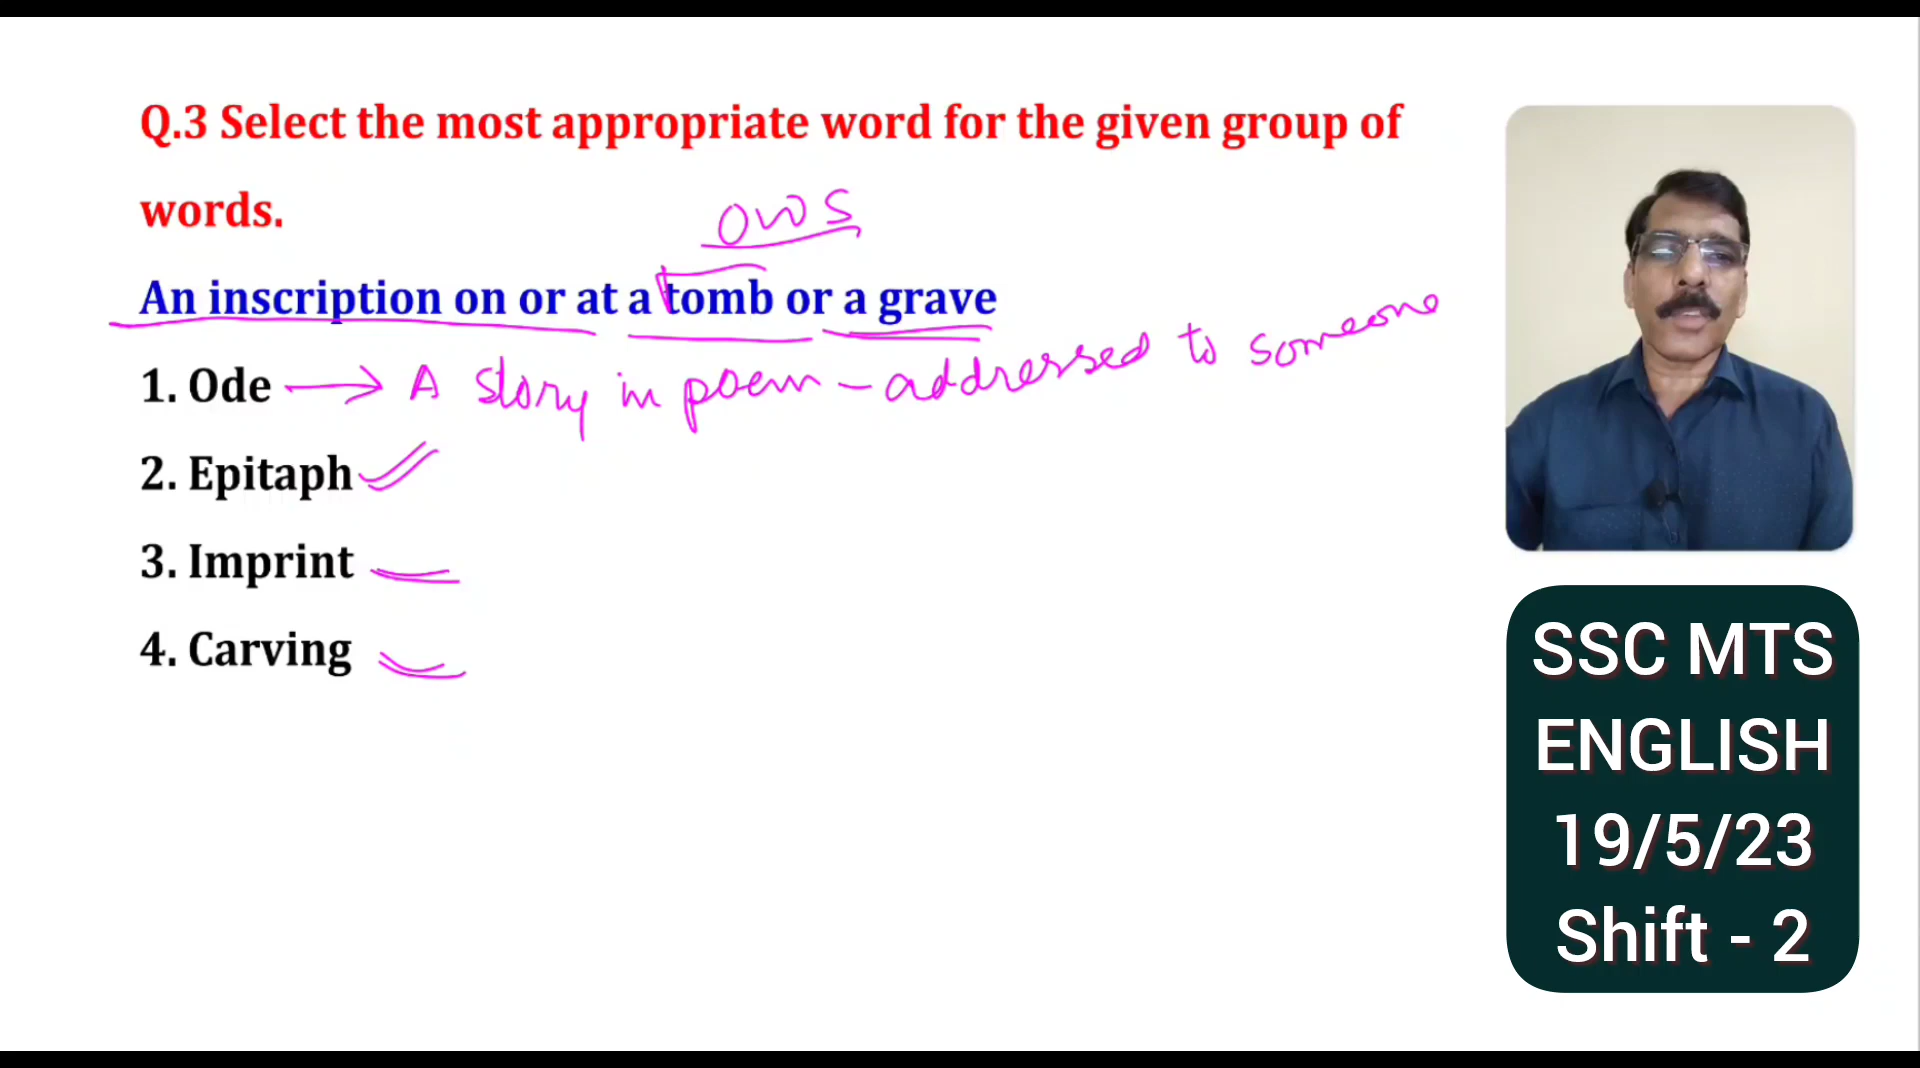 Q.3 Select the most appropriate word for the given group of
words.
OWS
An inscription on or at a tomb or a grave
1. Ode → A story in poem - addressed to someone
2. Epitaph
3. Imprint
4. Carving
SSC MTS
ENGLISH
19/5/23
Shift - 2